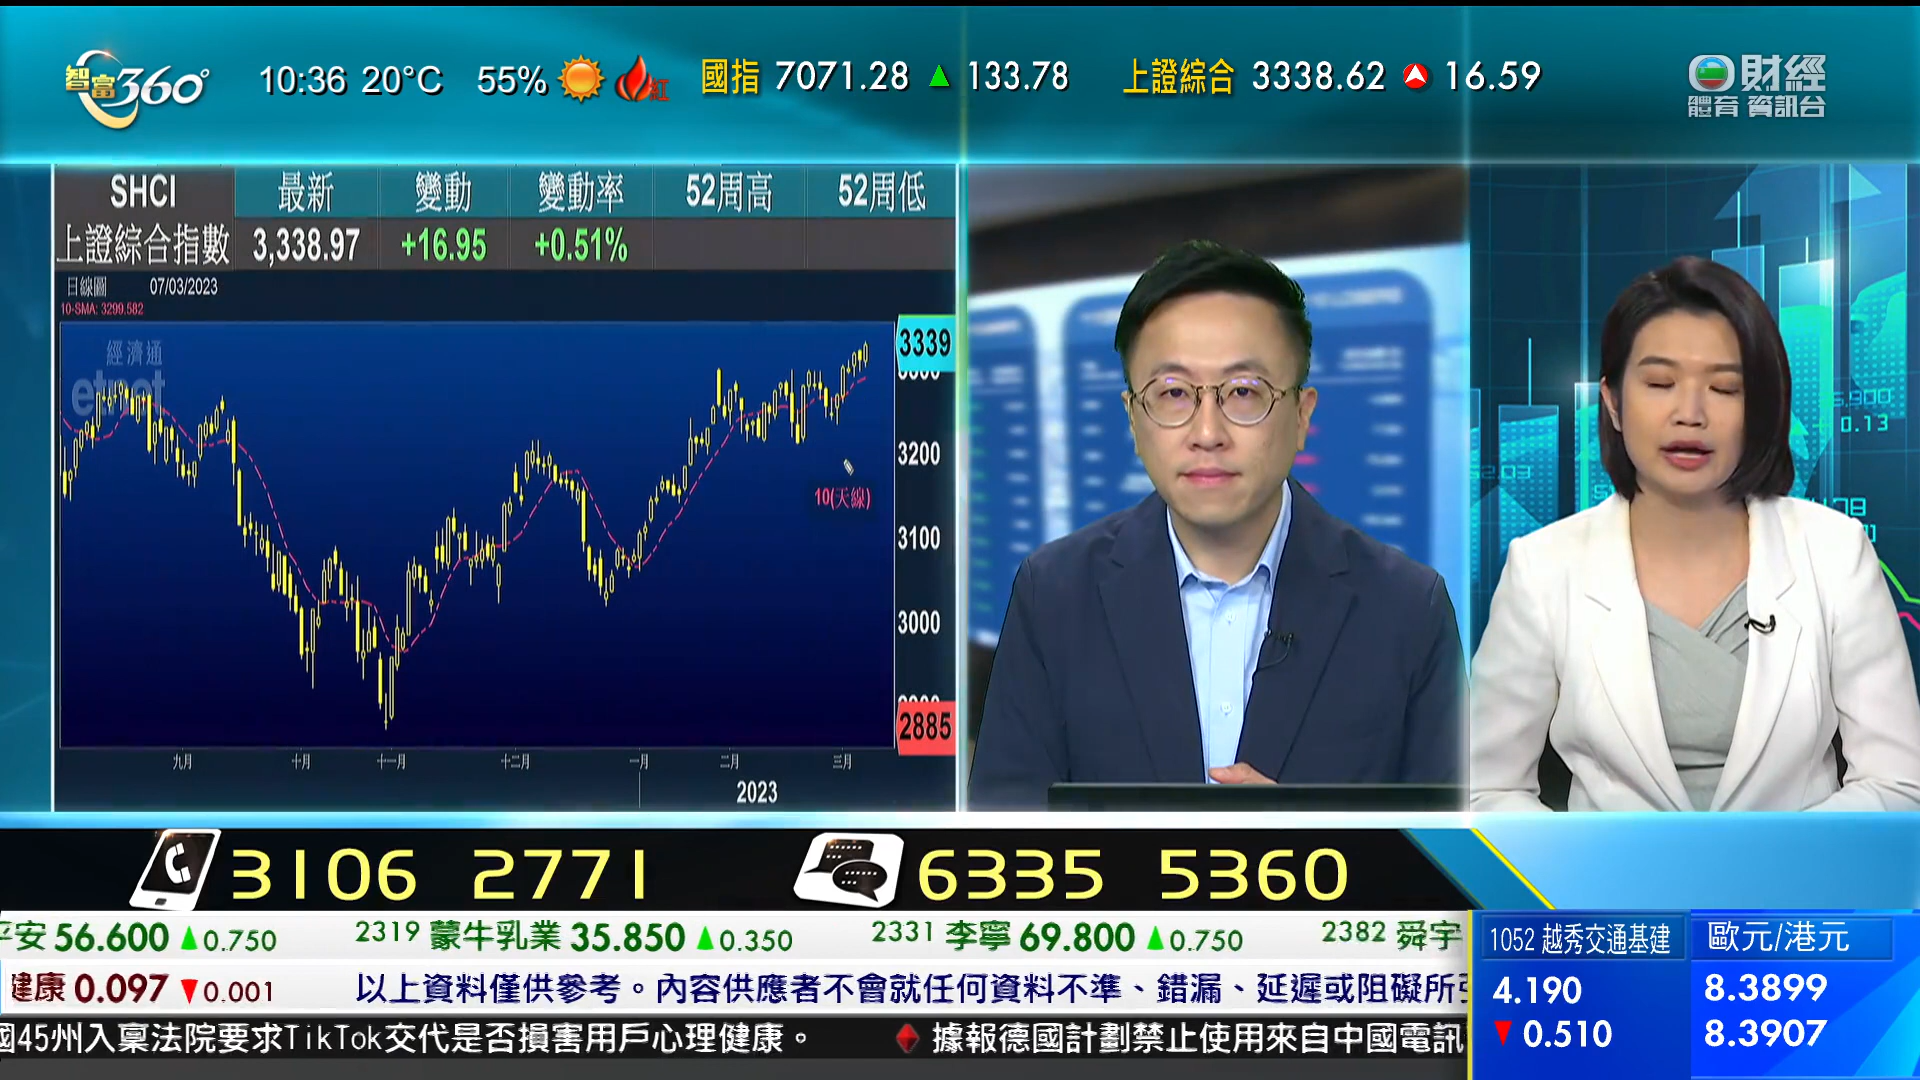 智富360°
10:36 20°C 55% 紅 國指 7071.28 ▲ 133.78 上證綜合 3338.62 16.59
財經
體育 資訊台
SHCI 最新 變動 變動率 52周高 52周低
上證綜合指數 3,338.97 +16.95 +0.51%
日線圖 07/03/2023
10-SMA: 3299.582
經濟通
etnet
3339
3200
10(天線)
3100
3000
2885
九月 十月 十一月 十二月 一月 二月 三月
2023
3106 2771 6335 5360
平安 56.600 ▲0.750 2319 蒙牛乳業 35.850 ▲0.350 2331 李寧 69.800 ▲0.750 2382 舜宇
健康 0.097 ▼0.001 以上資料僅供參考。內容供應者不會就任何資料不準、錯漏、延遲或阻礙所引
國45州入稟法院要求TikTok交代是否損害用戶心理健康。 據報德國計劃禁止使用來自中國電訊
1052 越秀交通基建
4.190
▼ 0.510
歐元/港元
8.3899
8.3907